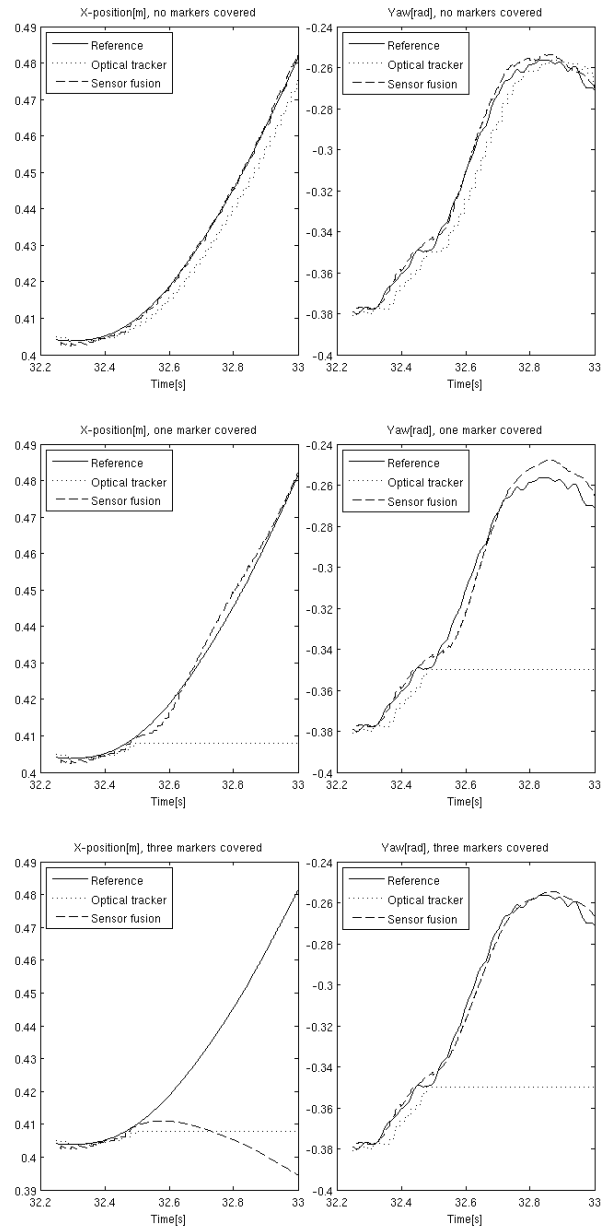 X-position[m], no markers covered
0.49
0.48
0.47
0.46
0.45
0.44
0.43
0.42
0.41
0.4
Reference
Optical tracker
Sensor fusion
32.2 32.4 32.6 32.8 33
Time[s]
Yaw[rad], no markers covered
-0.24
-0.26
-0.28
-0.3
-0.32
-0.34
-0.36
-0.38
-0.4
Reference
Optical tracker
Sensor fusion
32.2 32.4 32.6 32.8 33
Time[s]
X-position[m], one marker covered
0.49
0.48
0.47
0.46
0.45
0.44
0.43
0.42
0.41
0.4
Reference
Optical tracker
Sensor fusion
32.2 32.4 32.6 32.8 33
Time[s]
Yaw[rad], one marker covered
-0.24
-0.26
-0.28
-0.3
-0.32
-0.34
-0.36
-0.38
-0.4
Reference
Optical tracker
Sensor fusion
32.2 32.4 32.6 32.8 33
Time[s]
X-position[m], three markers covered
0.49
0.48
0.47
0.46
0.45
0.44
0.43
0.42
0.41
0.4
0.39
Reference
Optical tracker
Sensor fusion
32.2 32.4 32.6 32.8 33
Time[s]
Yaw[rad], three markers covered
-0.24
-0.26
-0.28
-0.3
-0.32
-0.34
-0.36
-0.38
-0.4
Reference
Optical tracker
Sensor fusion
32.2 32.4 32.6 32.8 33
Time[s]